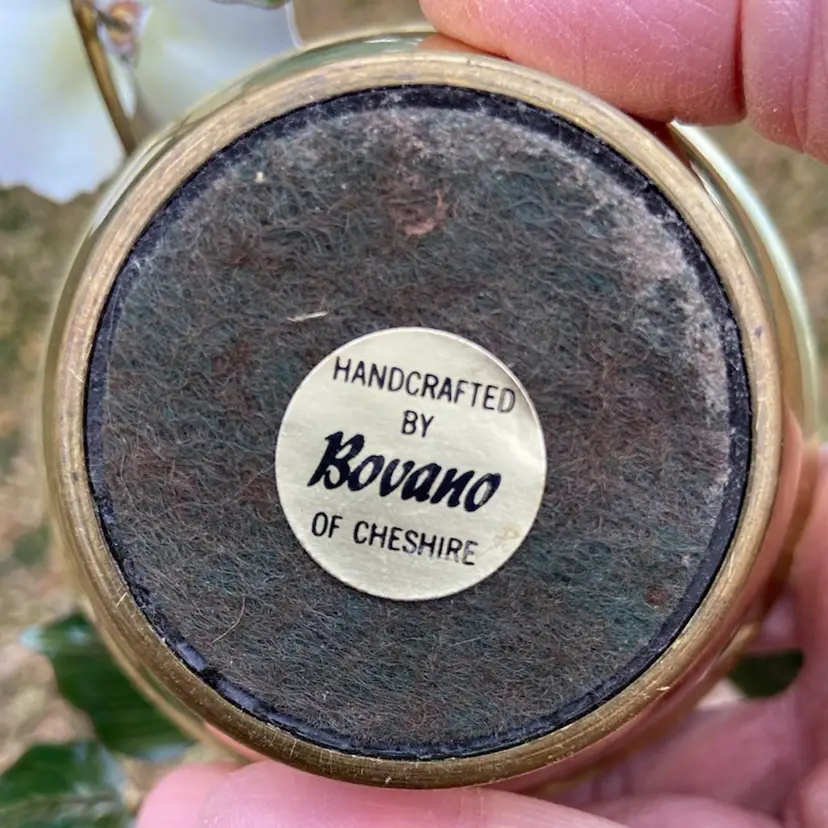 HANDCRAFTED
BY
Bovano
OF CHESHIRE